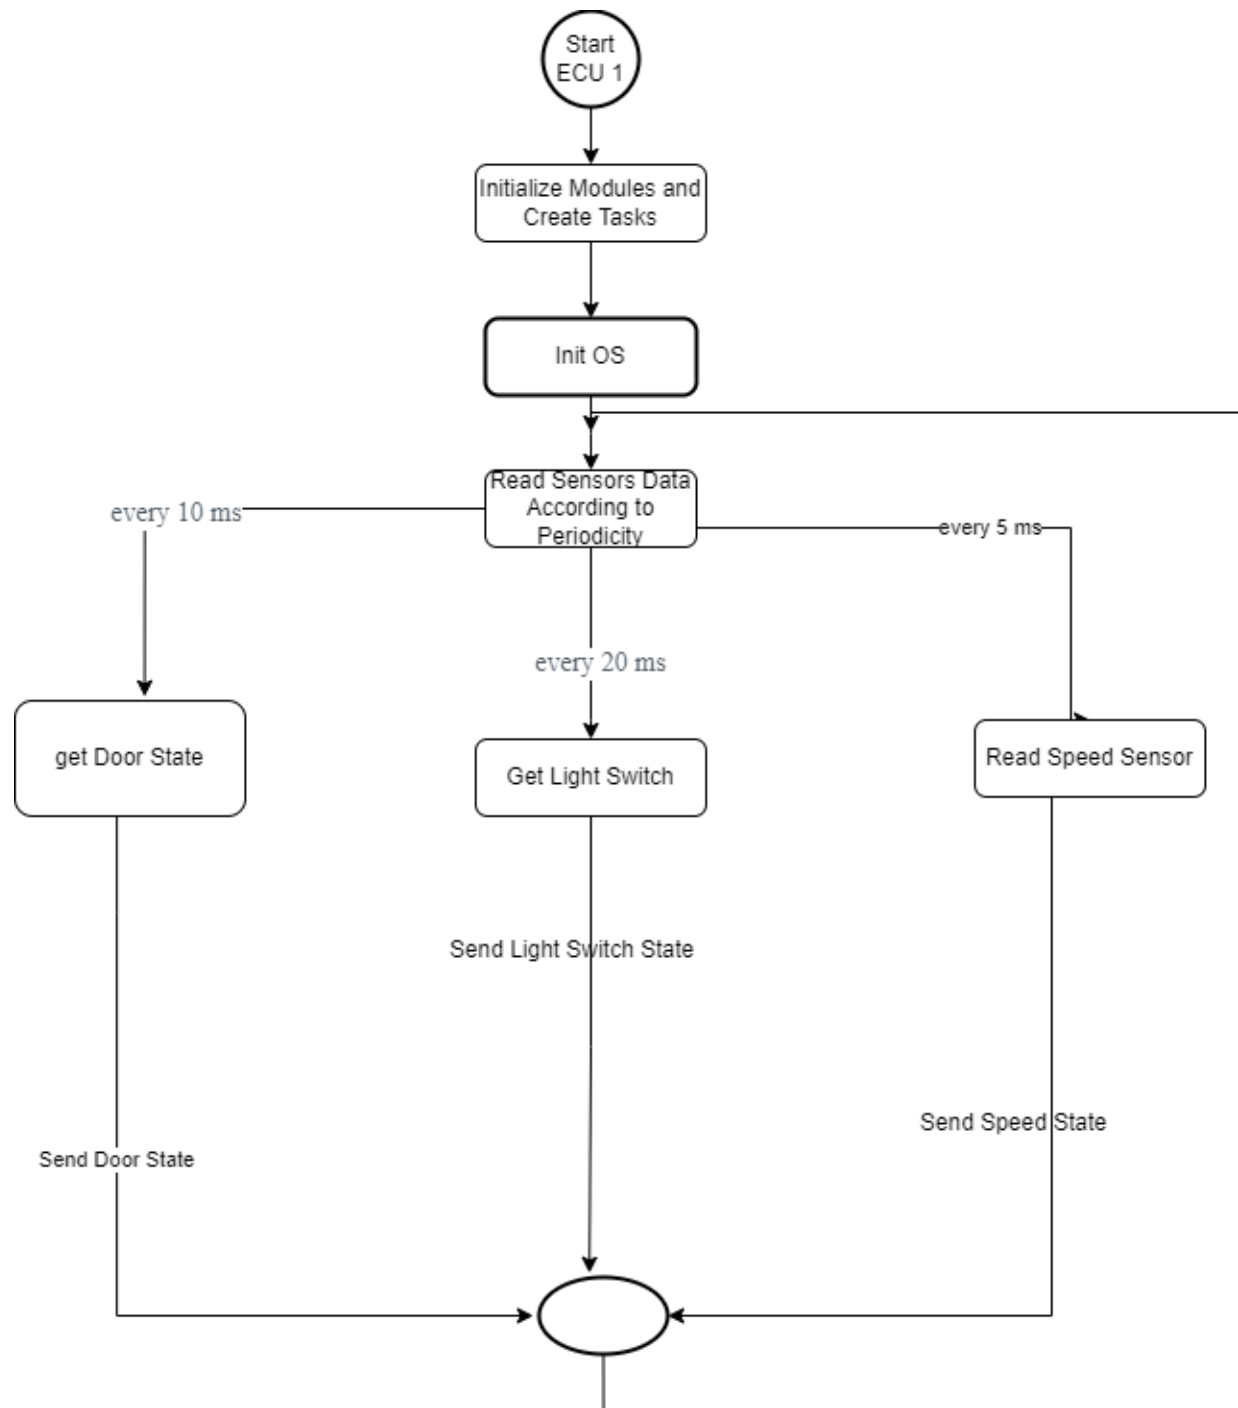 Start
ECU 1
Initialize Modules and
Create Tasks
Init OS
Read Sensors Data
According to
Periodicity
every 10 ms
every 5 ms
every 20 ms
get Door State
Get Light Switch
Read Speed Sensor
Send Light Switch State
Send Speed State
Send Door State